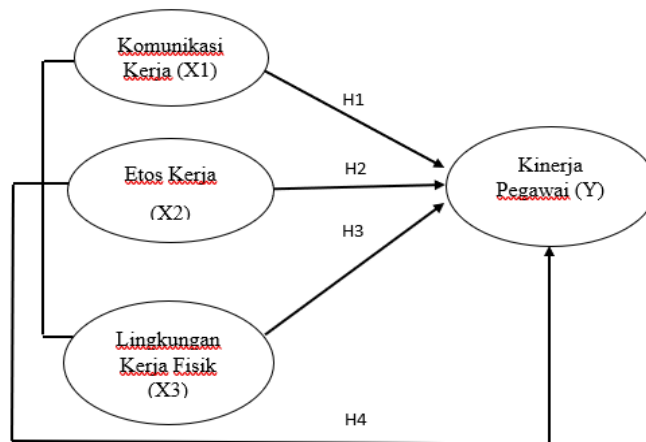 Komunikasi
Kerja (X1)
H1
Etos Kerja
(X2)
H2
Kinerja
Pegawai (Y)
H3
Lingkungan
Kerja Fisik
(X3)
H4